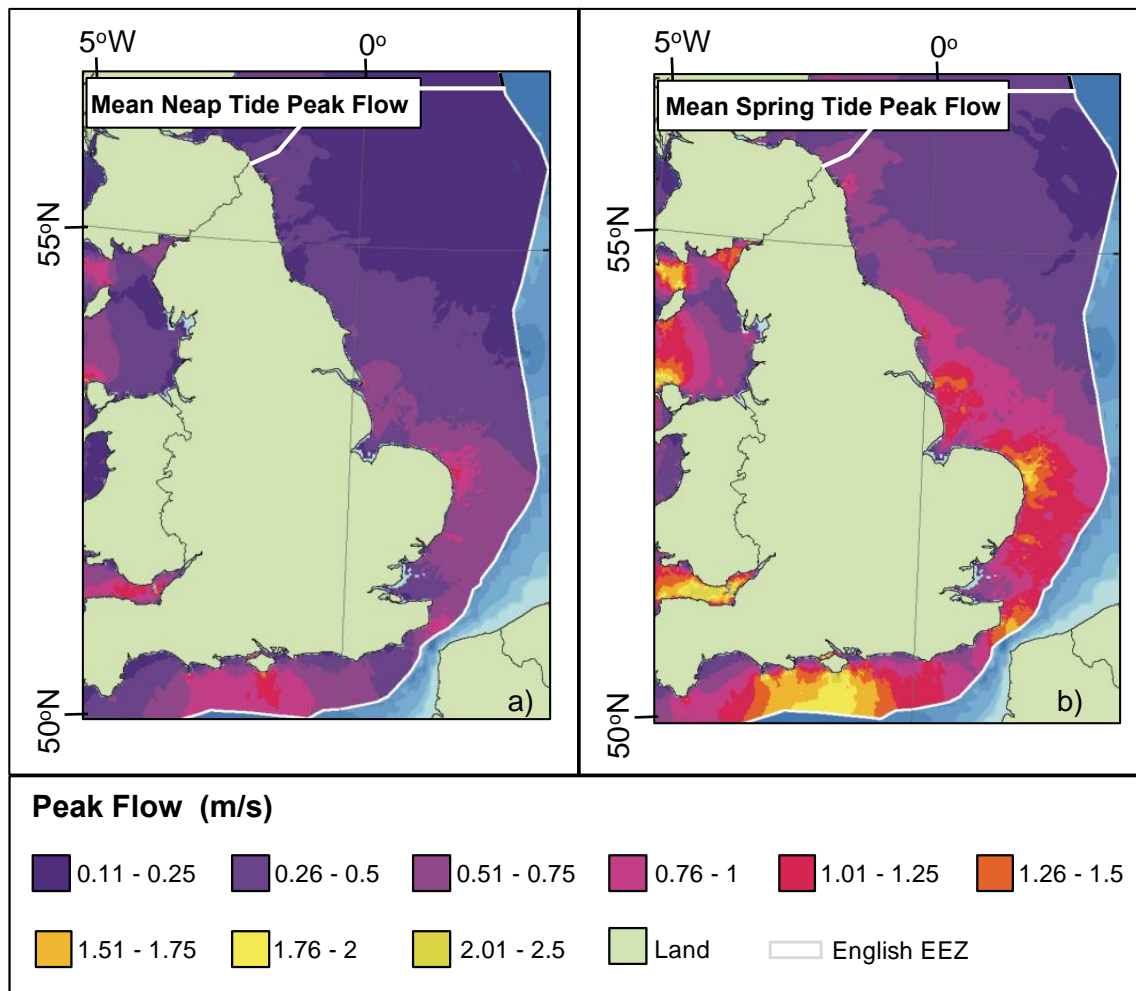 5°W 0°
Mean Neap Tide Peak Flow
55°N
50°N
a)
5°W 0°
Mean Spring Tide Peak Flow
55°N
50°N
b)
Peak Flow (m/s)
0.11 - 0.25 0.26 - 0.5 0.51 - 0.75 0.76 - 1 1.01 - 1.25 1.26 - 1.5
1.51 - 1.75 1.76 - 2 2.01 - 2.5 Land English EEZ